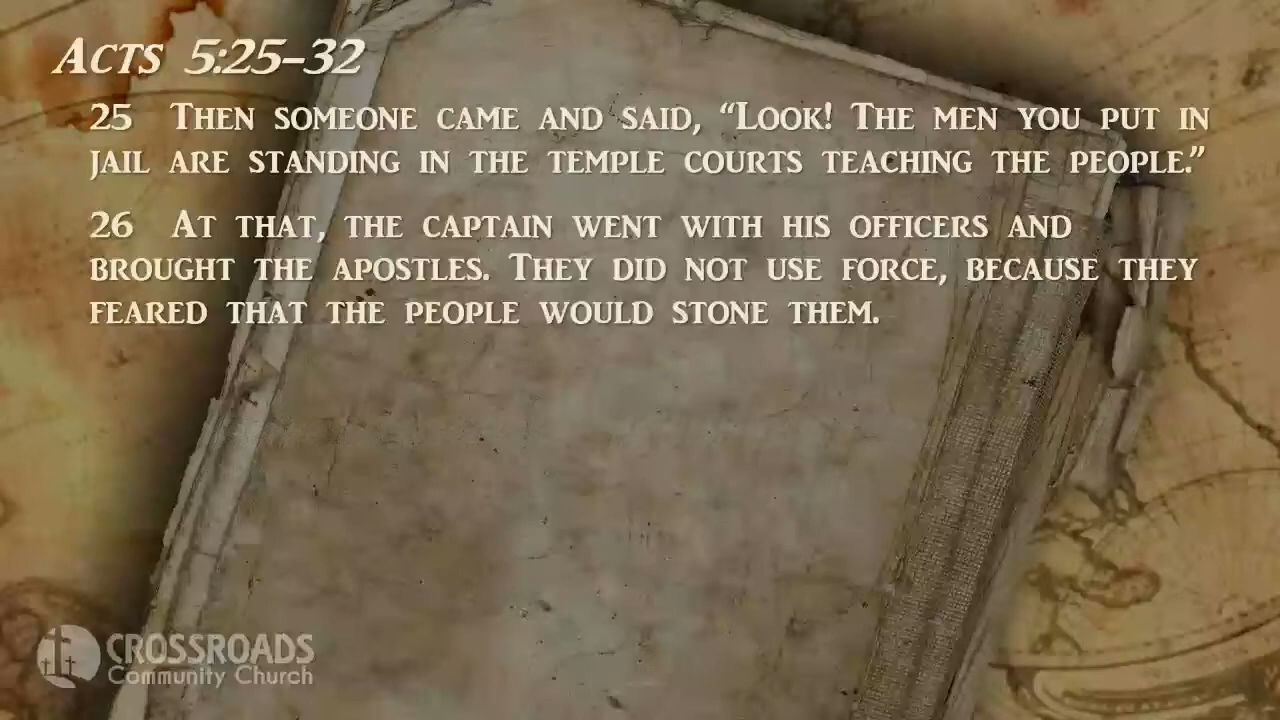 Acts 5:25-32
25 Then someone came and said, “Look! The men you put in
jail are standing in the temple courts teaching the people.”
26 At that, the captain went with his officers and
brought the apostles. They did not use force, because they
feared that the people would stone them.
CROSSROADS
Community Church